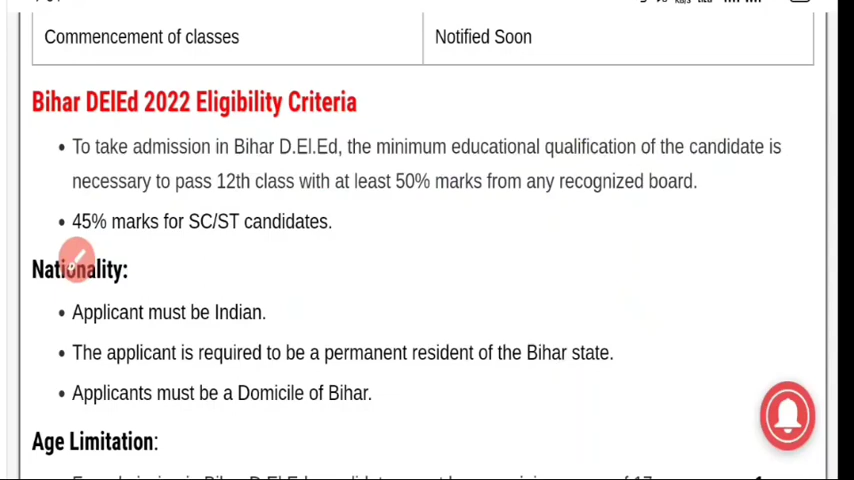 Commencement of classes Notified Soon
Bihar DElEd 2022 Eligibility Criteria
• To take admission in Bihar D.El.Ed, the minimum educational qualification of the candidate is
necessary to pass 12th class with at least 50% marks from any recognized board.
• 45% marks for SC/ST candidates.
Nationality:
• Applicant must be Indian.
• The applicant is required to be a permanent resident of the Bihar state.
• Applicants must be a Domicile of Bihar.
Age Limitation: